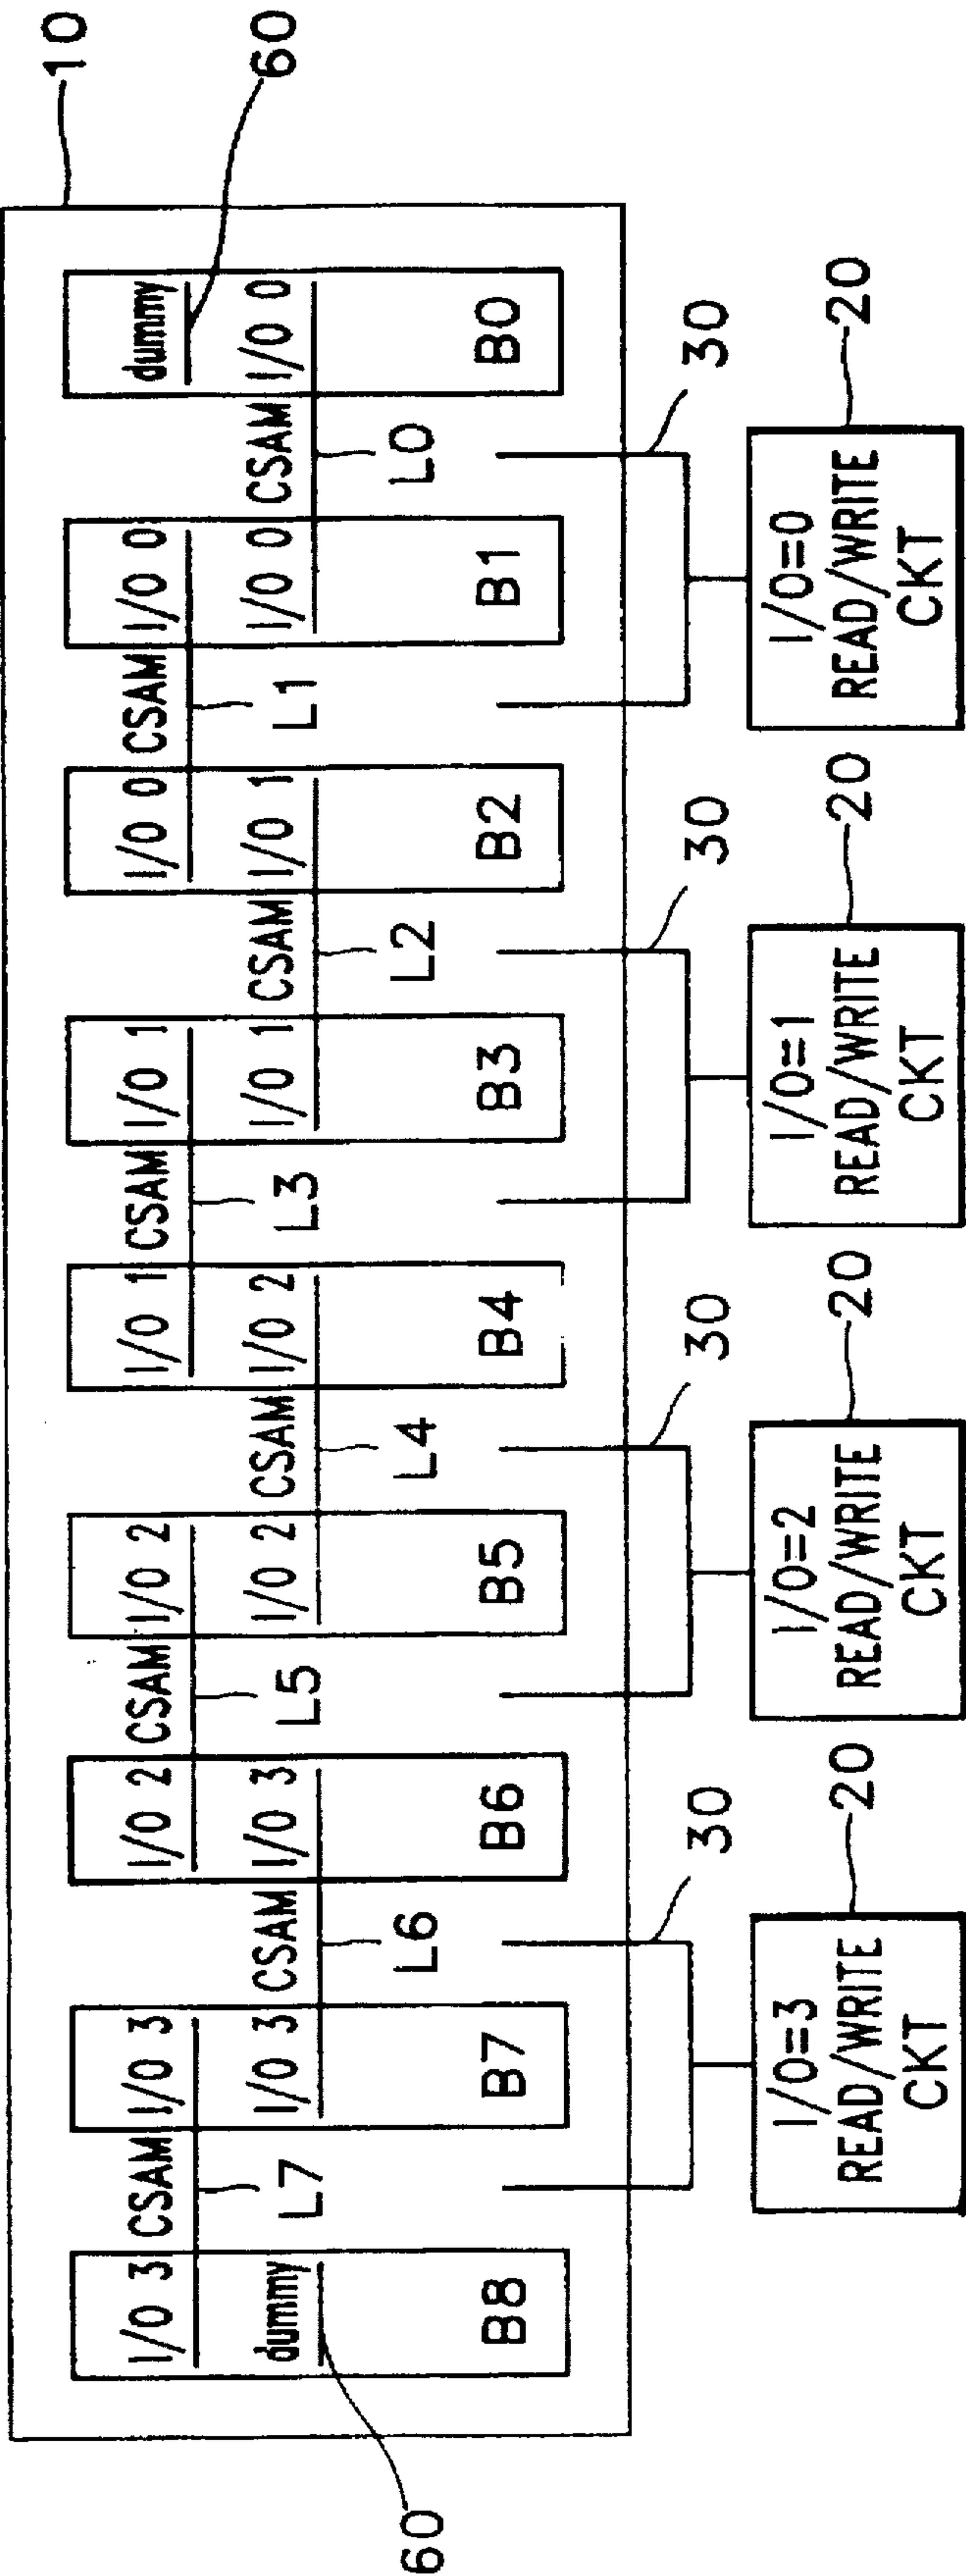 10
60
I/O 3 CSAM I/O 3
I/O 2 CSAM I/O 2
I/O 1 CSAM I/O 1
I/O 0 CSAM I/O 0
dummy
dummy
I/O 3 CSAM I/O 3
I/O 2 CSAM I/O 2
I/O 1 CSAM I/O 1
I/O 0 CSAM I/O 0
L7
L5
L3
L1
60
L6
L4
L2
L0
B8
B7
B6
B5
B4
B3
B2
B1
B0
30
30
30
30
20
20
20
20
I/O=3
READ/WRITE
CKT
I/O=2
READ/WRITE
CKT
I/O=1
READ/WRITE
CKT
I/O=0
READ/WRITE
CKT